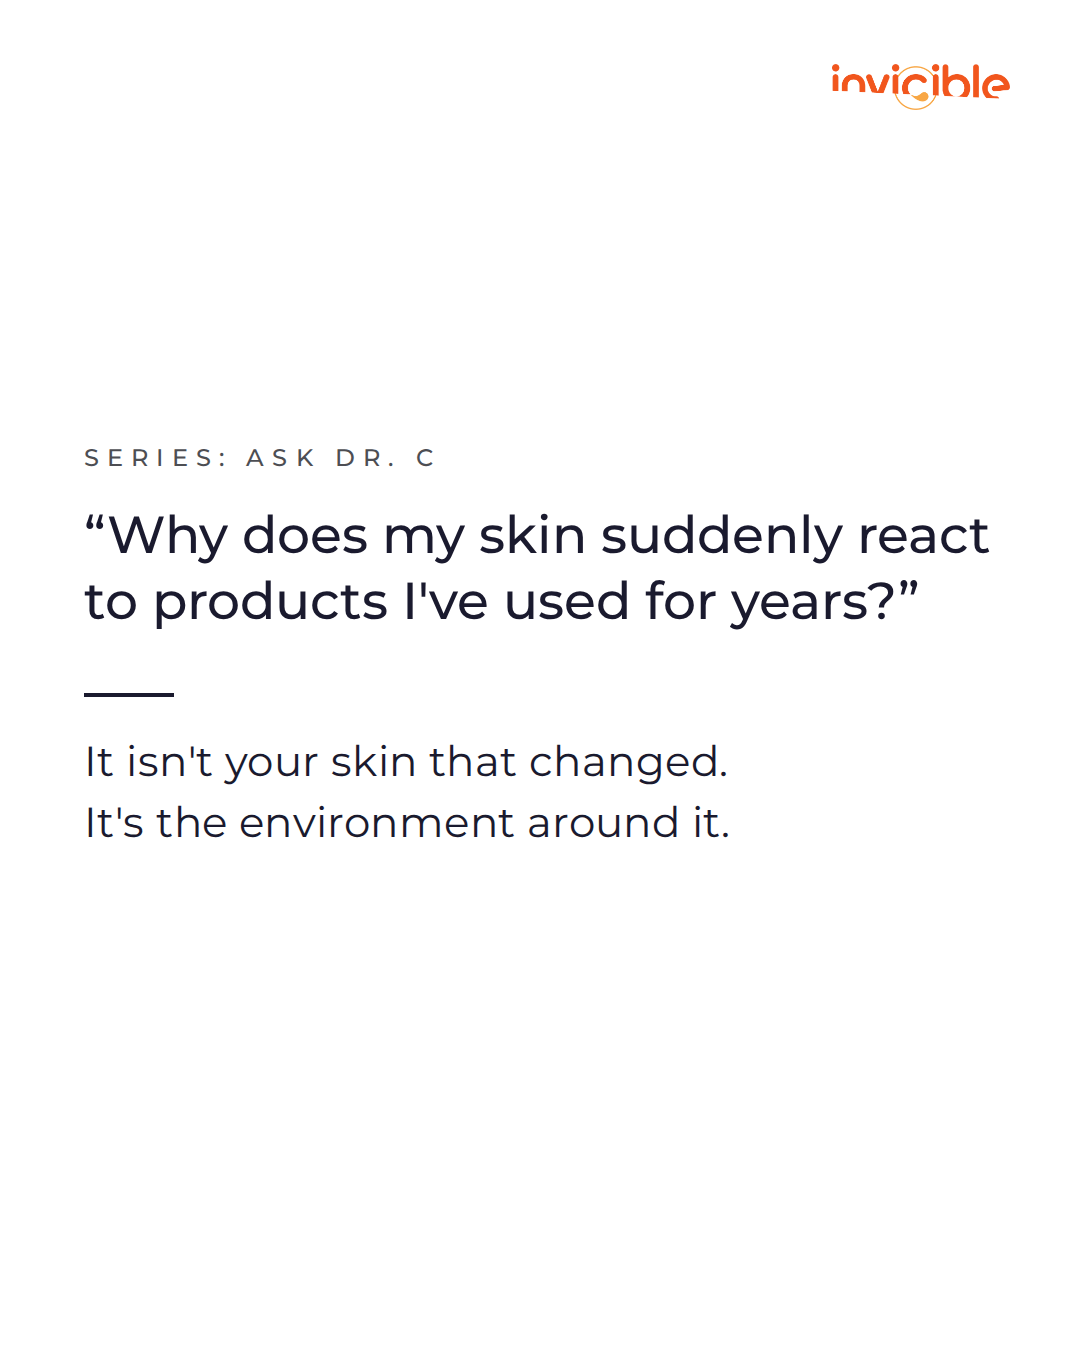 invicible
SERIES: ASK DR. C
“Why does my skin suddenly react
to products I've used for years?”
It isn't your skin that changed.
It's the environment around it.